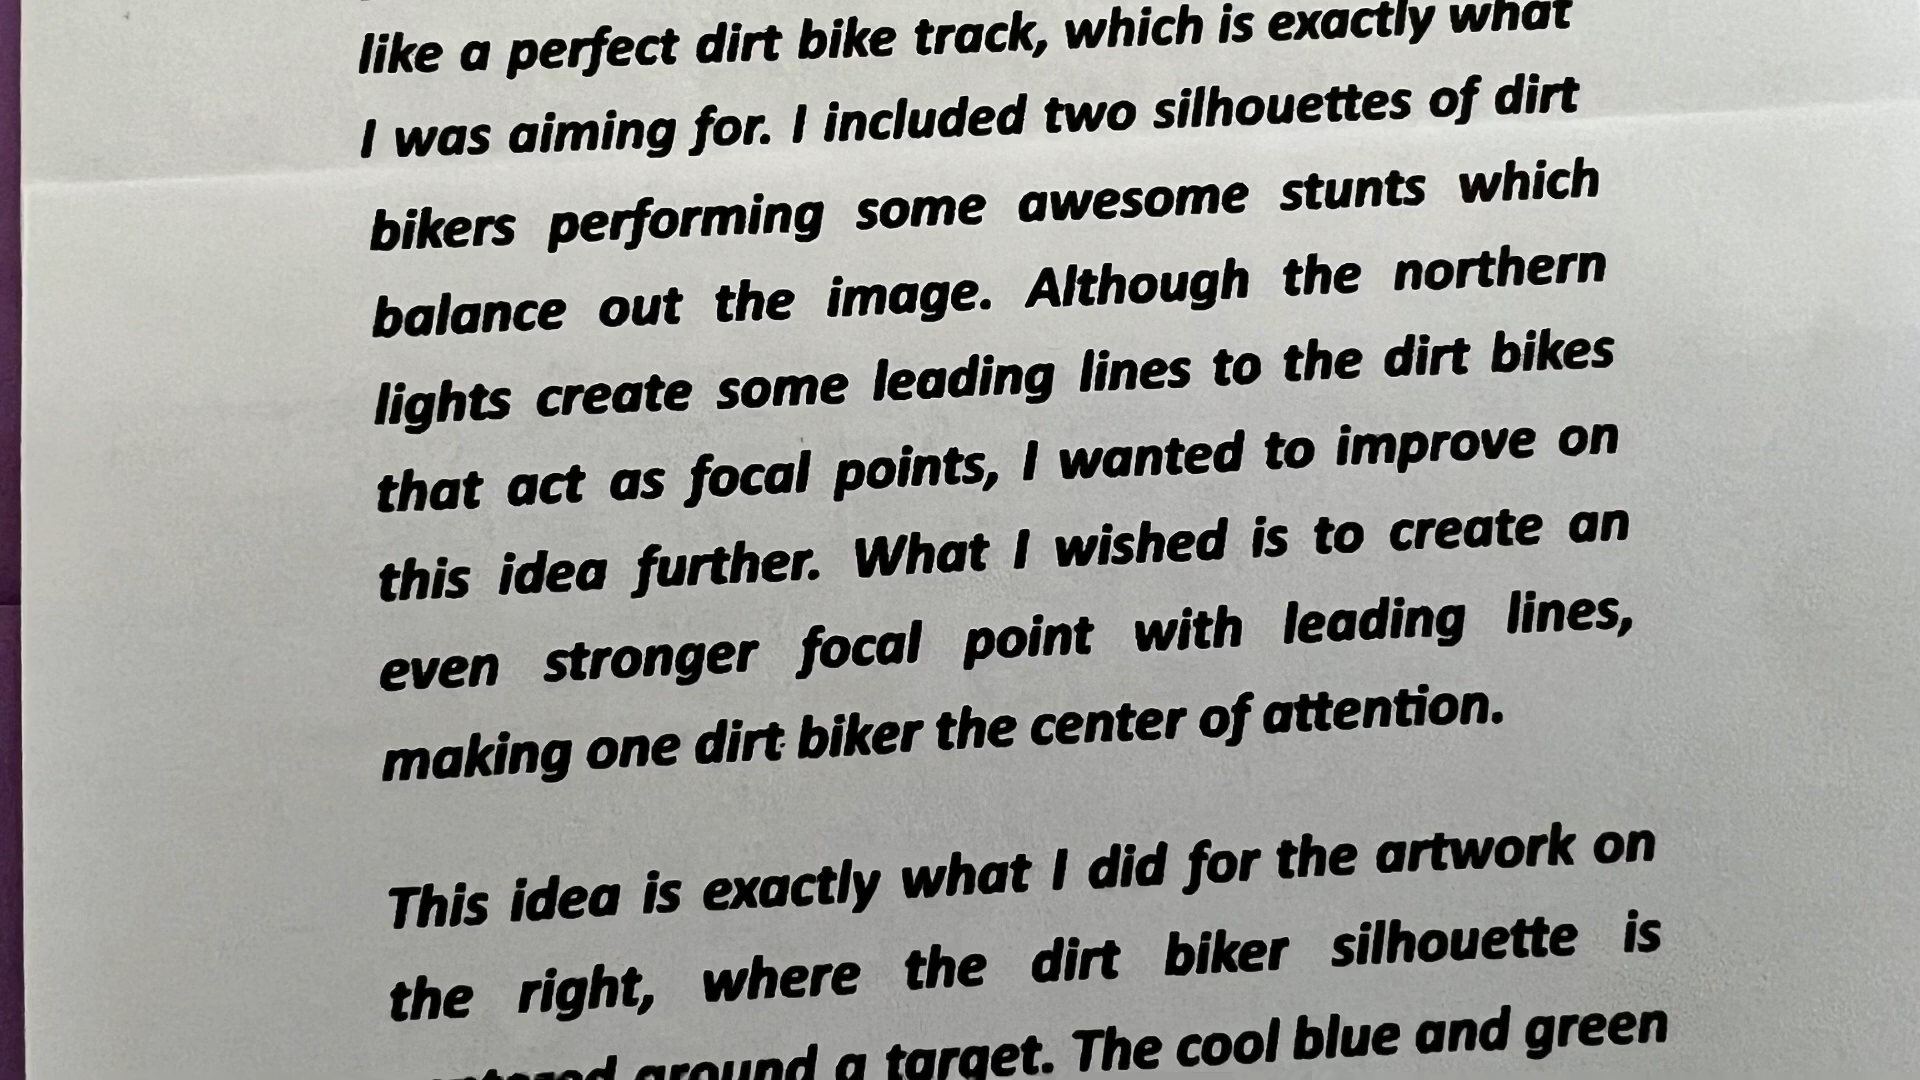 like a perfect dirt bike track, which is exactly what
I was aiming for. I included two silhouettes of dirt
bikers performing some awesome stunts which
balance out the image. Although the northern
lights create some leading lines to the dirt bikes
that act as focal points, I wanted to improve on
this idea further. What I wished is to create an
even stronger focal point with leading lines,
making one dirt biker the center of attention.
This idea is exactly what I did for the artwork on
the right, where the dirt biker silhouette is
around a target. The cool blue and green